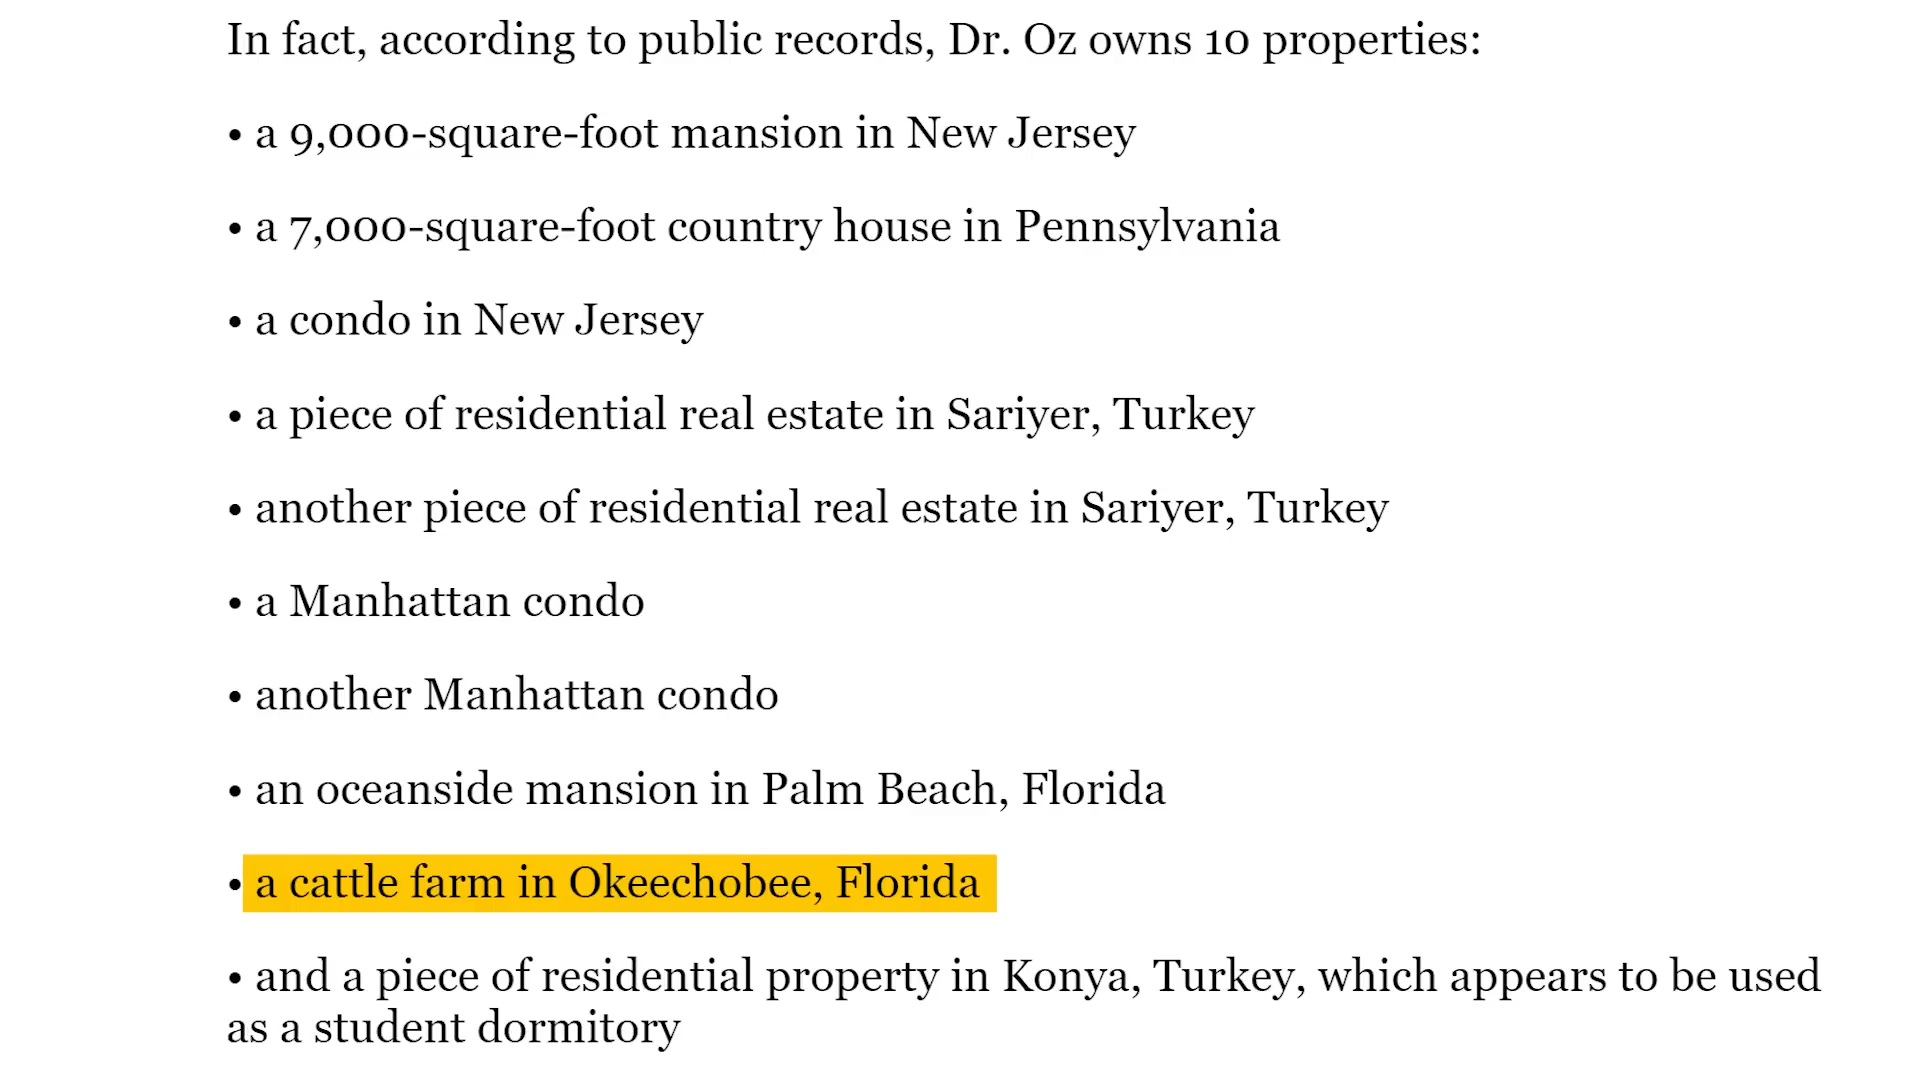 In fact, according to public records, Dr. Oz owns 10 properties:
• a 9,000-square-foot mansion in New Jersey
• a 7,000-square-foot country house in Pennsylvania
• a condo in New Jersey
• a piece of residential real estate in Sariyer, Turkey
• another piece of residential real estate in Sariyer, Turkey
• a Manhattan condo
• another Manhattan condo
• an oceanside mansion in Palm Beach, Florida
• a cattle farm in Okeechobee, Florida
• and a piece of residential property in Konya, Turkey, which appears to be used
as a student dormitory